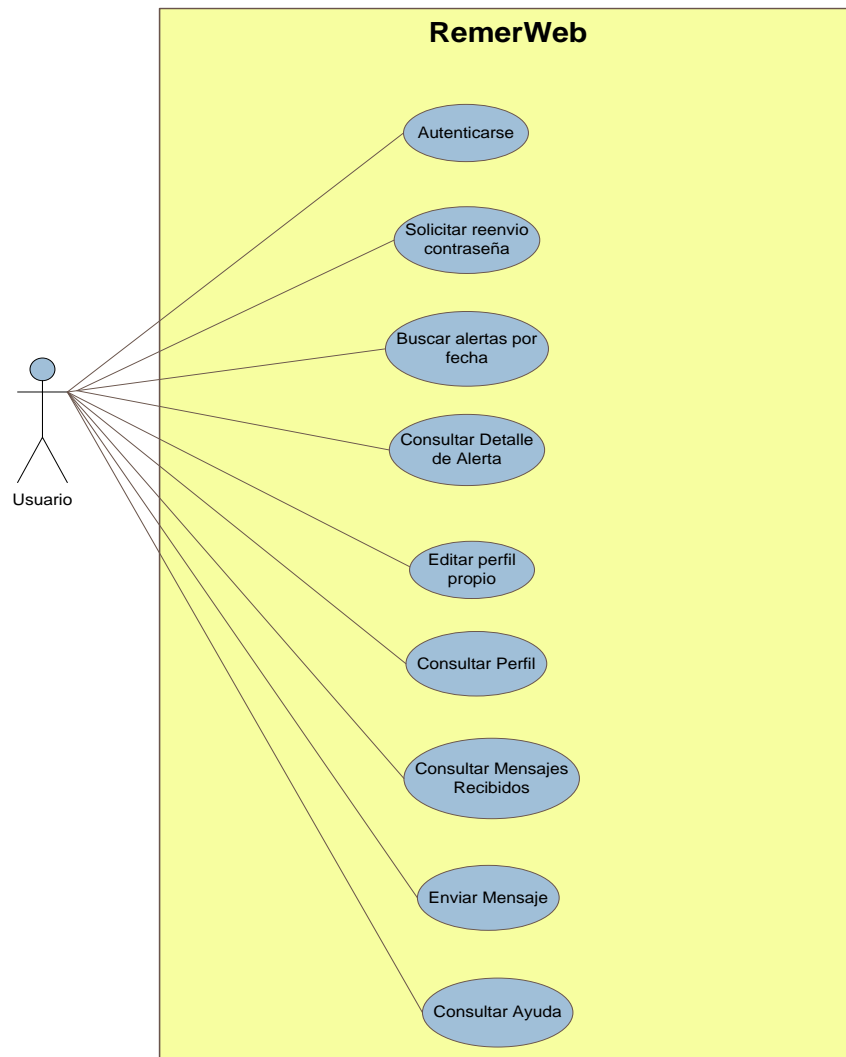 RemerWeb
Autenticarse
Solicitar reenvio
contraseña
Buscar alertas por
fecha
Consultar Detalle
de Alerta
Usuario
Editar perfil
propio
Consultar Perfil
Consultar Mensajes
Recibidos
Enviar Mensaje
Consultar Ayuda